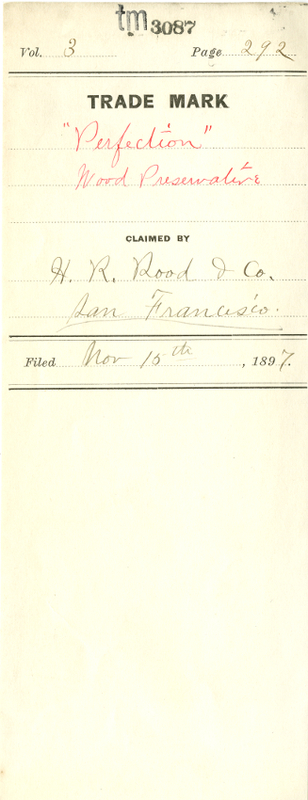 tm 3087
Vol. 3 Page 292
TRADE MARK
"Perfection"
Wood Preservative
CLAIMED BY
H. R. Rood & Co.
San Francisco.
Filed Nov 15th, 1897.